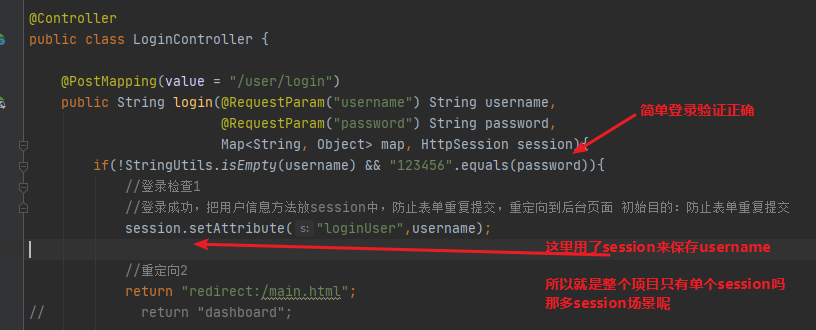 @Controller
public class LoginController {
@PostMapping(value = "/user/login")
public String login(@RequestParam("username") String username,
@RequestParam("password") String password,
Map<String, Object> map, HttpSession session){
简单登录验证正确
if(!StringUtils.isEmpty(username) && "123456".equals(password)){
//登录检查1
//登录成功，把用户信息方法放session中，防止表单重复提交，重定向到后台页面 初始目的：防止表单重复提交
session.setAttribute( s: "loginUser",username);
这里用了session来保存username
//重定向2
所以就是整个项目只有单个session吗
return "redirect:/main.html";
那多session场景呢
// return "dashboard";